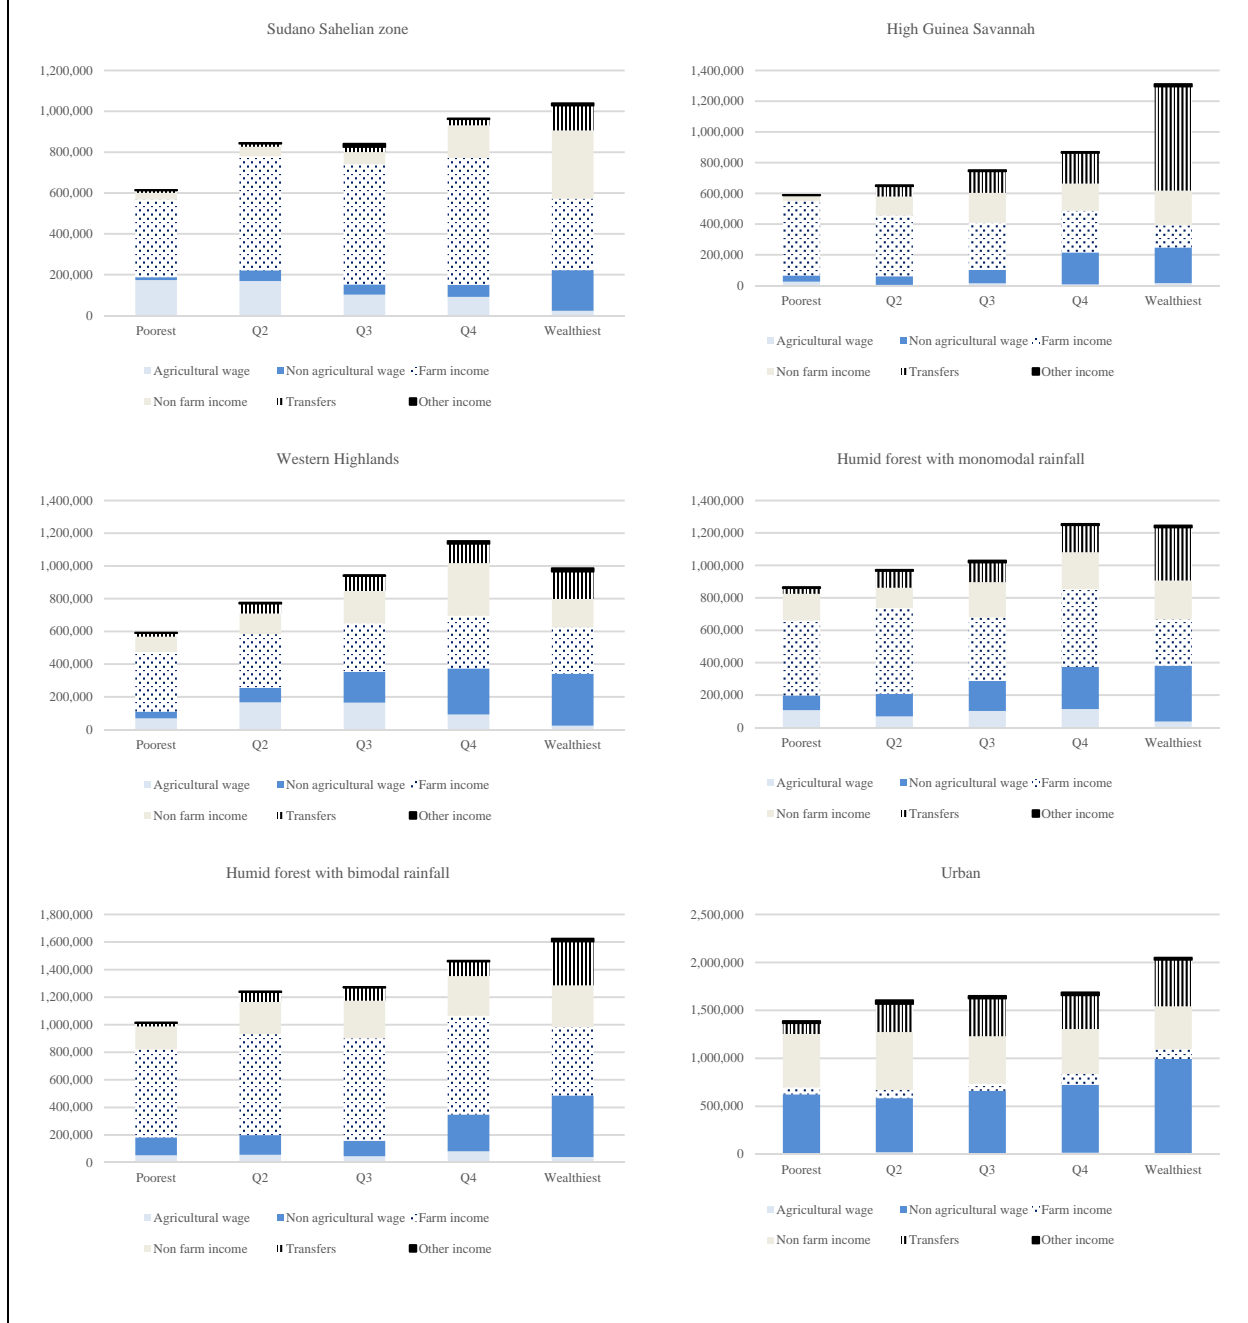 Sudano Sahelian zone
1,200,000
1,000,000
800,000
600,000
400,000
200,000
0
Poorest Q2 Q3 Q4 Wealthiest
Agricultural wage Non agricultural wage Farm income
Non farm income Transfers Other income
High Guinea Savannah
1,400,000
1,200,000
1,000,000
800,000
600,000
400,000
200,000
0
Poorest Q2 Q3 Q4 Wealthiest
Agricultural wage Non agricultural wage Farm income
Non farm income Transfers Other income
Western Highlands
1,400,000
1,200,000
1,000,000
800,000
600,000
400,000
200,000
0
Poorest Q2 Q3 Q4 Wealthiest
Agricultural wage Non agricultural wage Farm income
Non farm income Transfers Other income
Humid forest with monomodal rainfall
1,400,000
1,200,000
1,000,000
800,000
600,000
400,000
200,000
0
Poorest Q2 Q3 Q4 Wealthiest
Agricultural wage Non agricultural wage Farm income
Non farm income Transfers Other income
Humid forest with bimodal rainfall
1,800,000
1,600,000
1,400,000
1,200,000
1,000,000
800,000
600,000
400,000
200,000
0
Poorest Q2 Q3 Q4 Wealthiest
Agricultural wage Non agricultural wage Farm income
Non farm income Transfers Other income
Urban
2,500,000
2,000,000
1,500,000
1,000,000
500,000
0
Poorest Q2 Q3 Q4 Wealthiest
Agricultural wage Non agricultural wage Farm income
Non farm income Transfers Other income